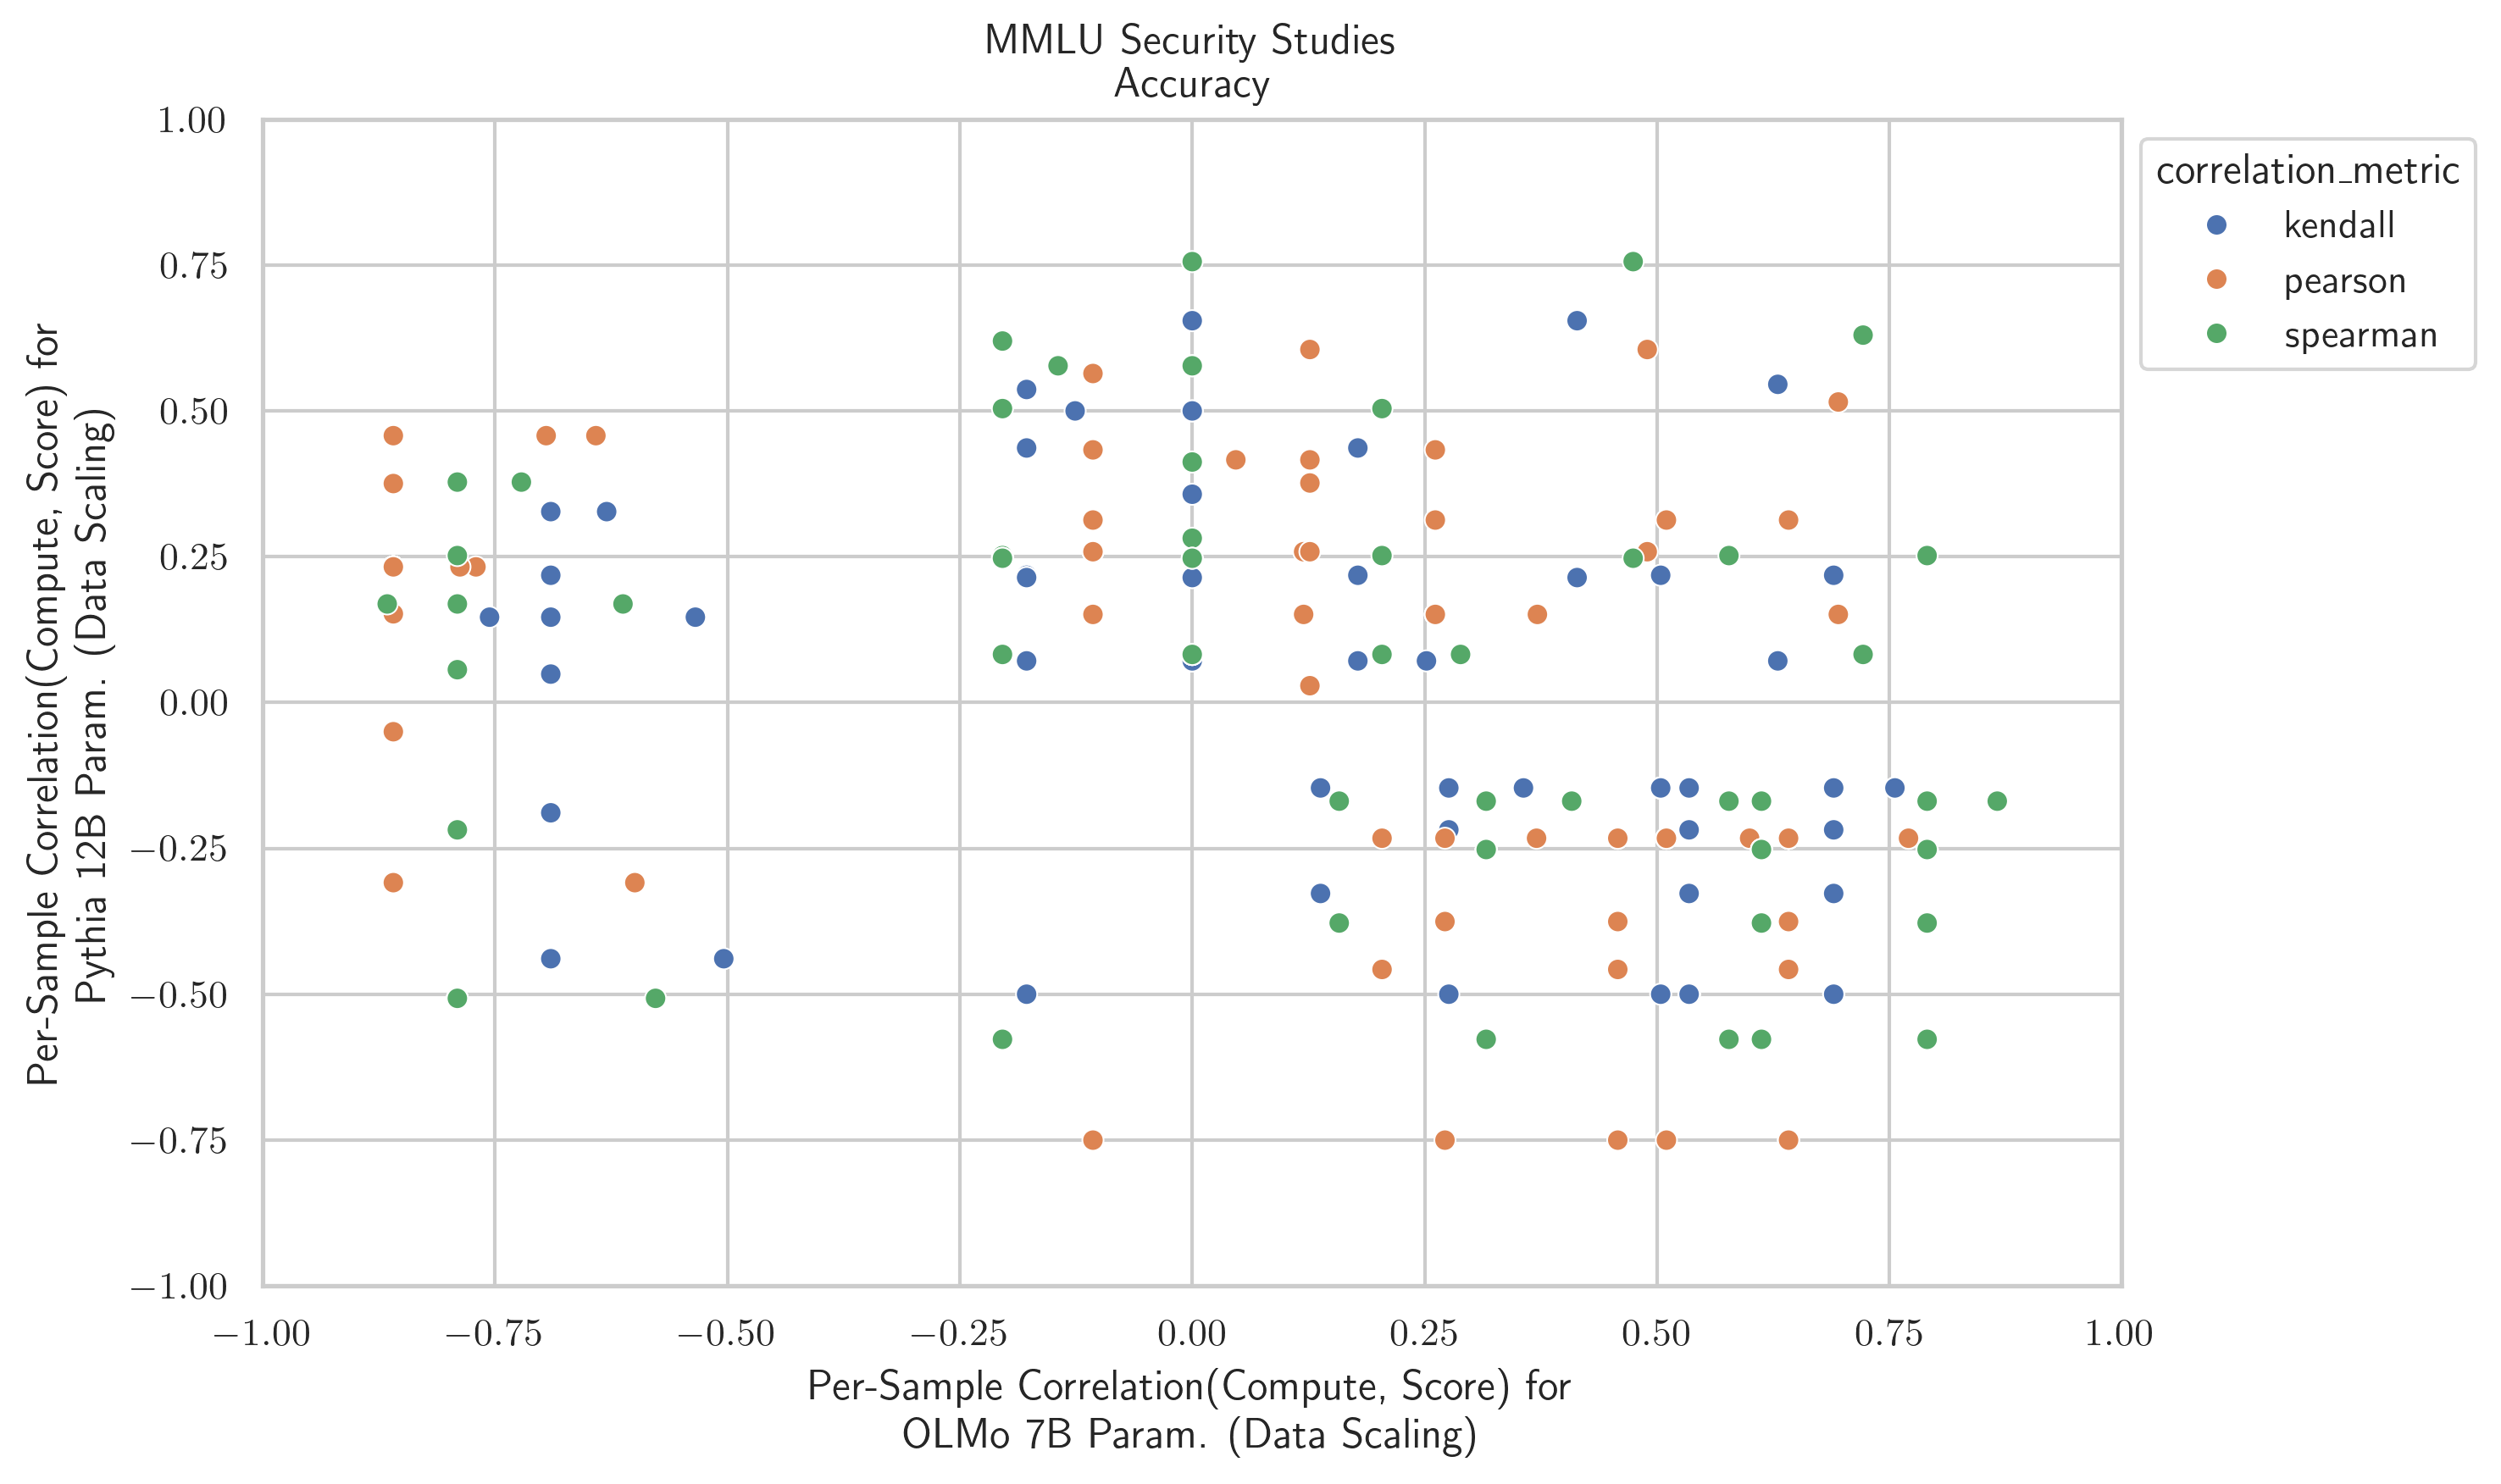 MMLU Security Studies
Accuracy
Per-Sample Correlation(Compute, Score) for
Pythia 12B Param. (Data Scaling)
1.00
0.75
0.50
0.25
0.00
−0.25
−0.50
−0.75
−1.00
−1.00
−0.75
−0.50
−0.25
0.00
0.25
0.50
0.75
1.00
Per-Sample Correlation(Compute, Score) for
OLMo 7B Param. (Data Scaling)
correlation_metric
kendall
pearson
spearman